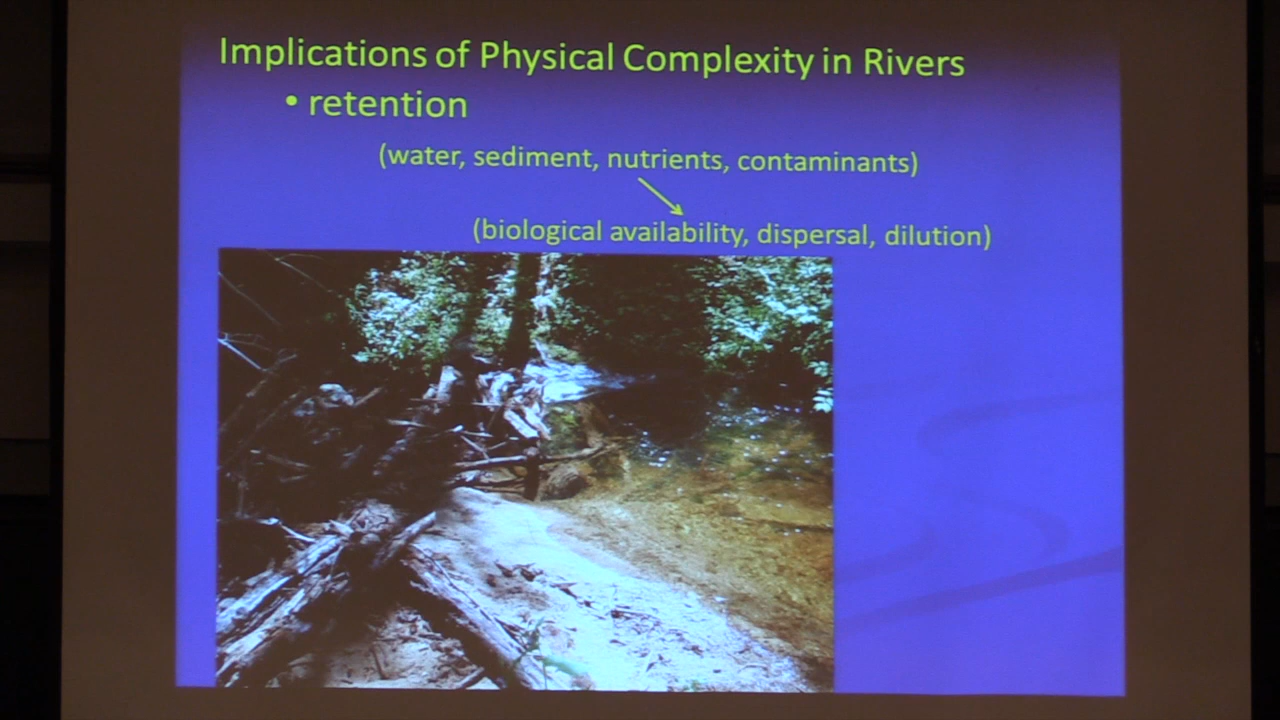 Implications of Physical Complexity in Rivers
• retention
(water, sediment, nutrients, contaminants)
(biological availability, dispersal, dilution)